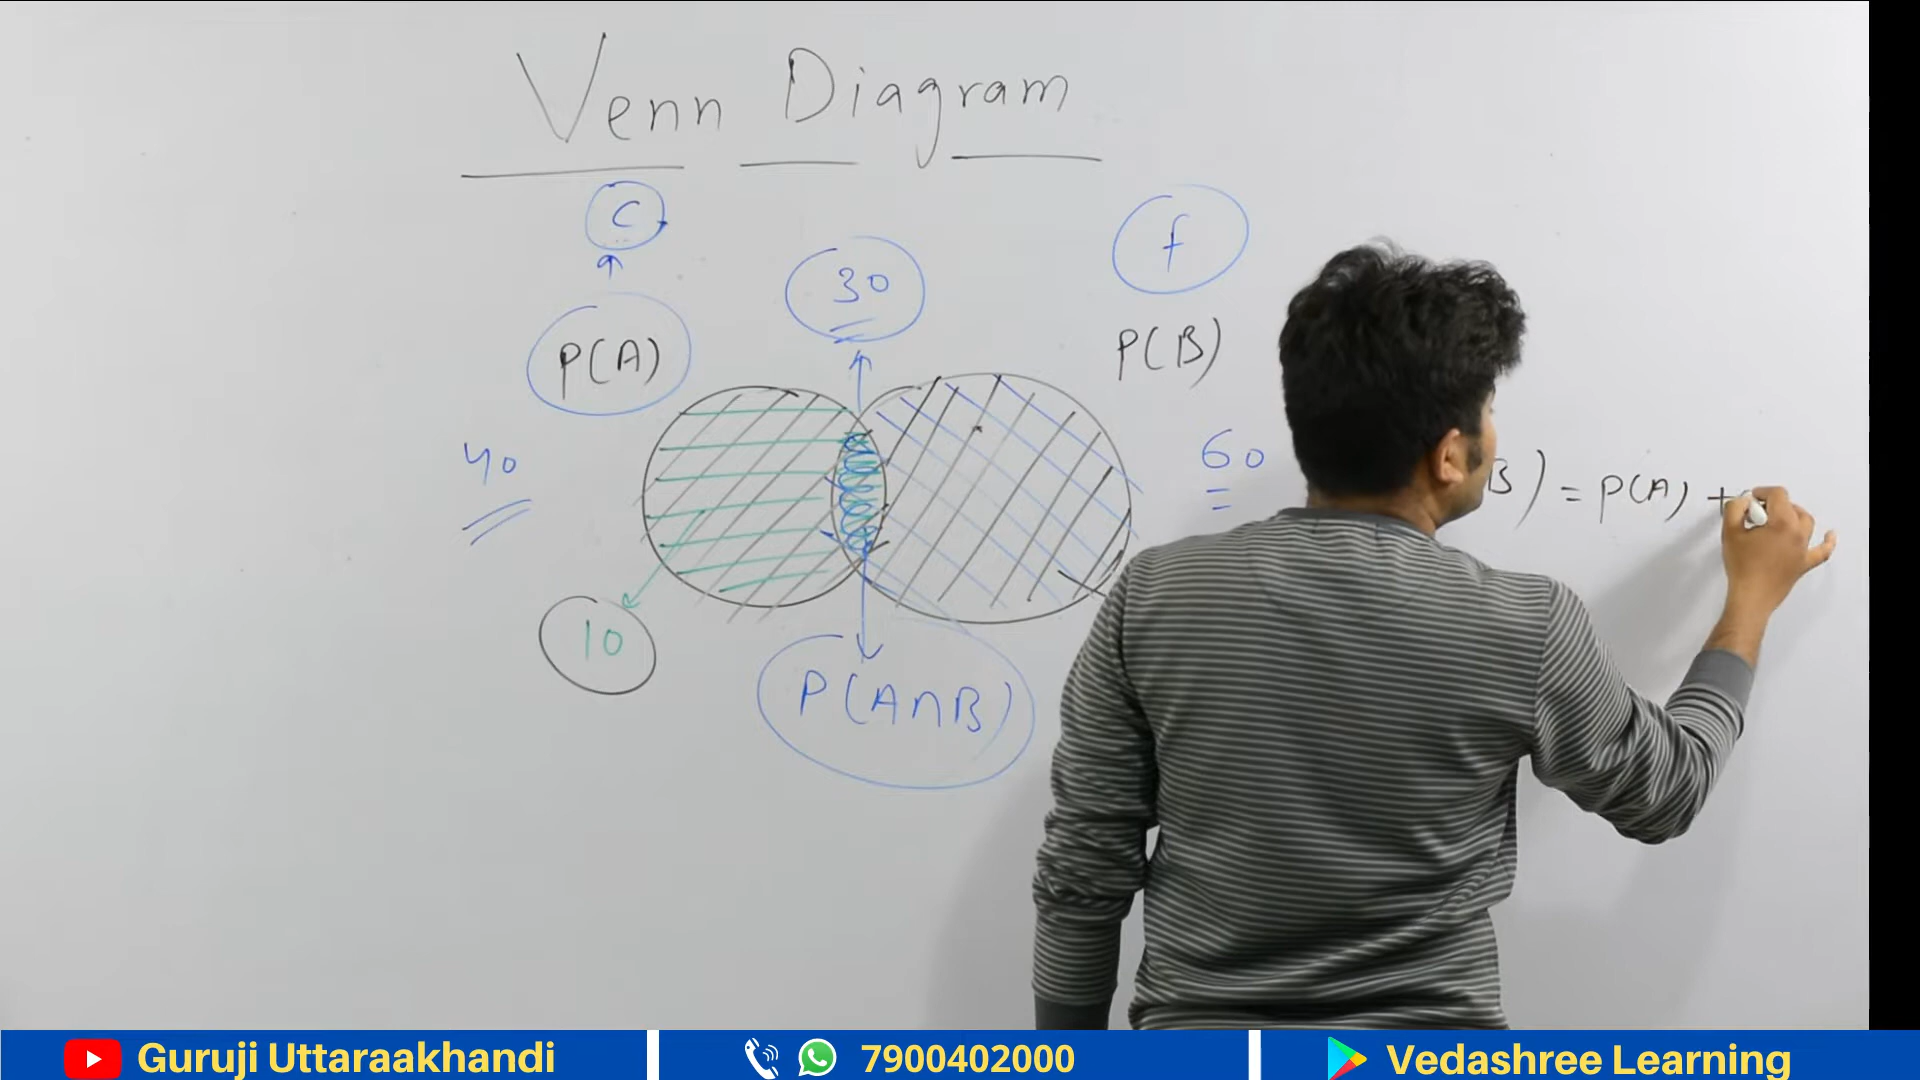 Venn Diagram
C
f
30
P(A)
P(B)
40
60
B) = P(A) +
10
P(A∩B)
Guruji Uttaraakhandi
7900402000
Vedashree Learning